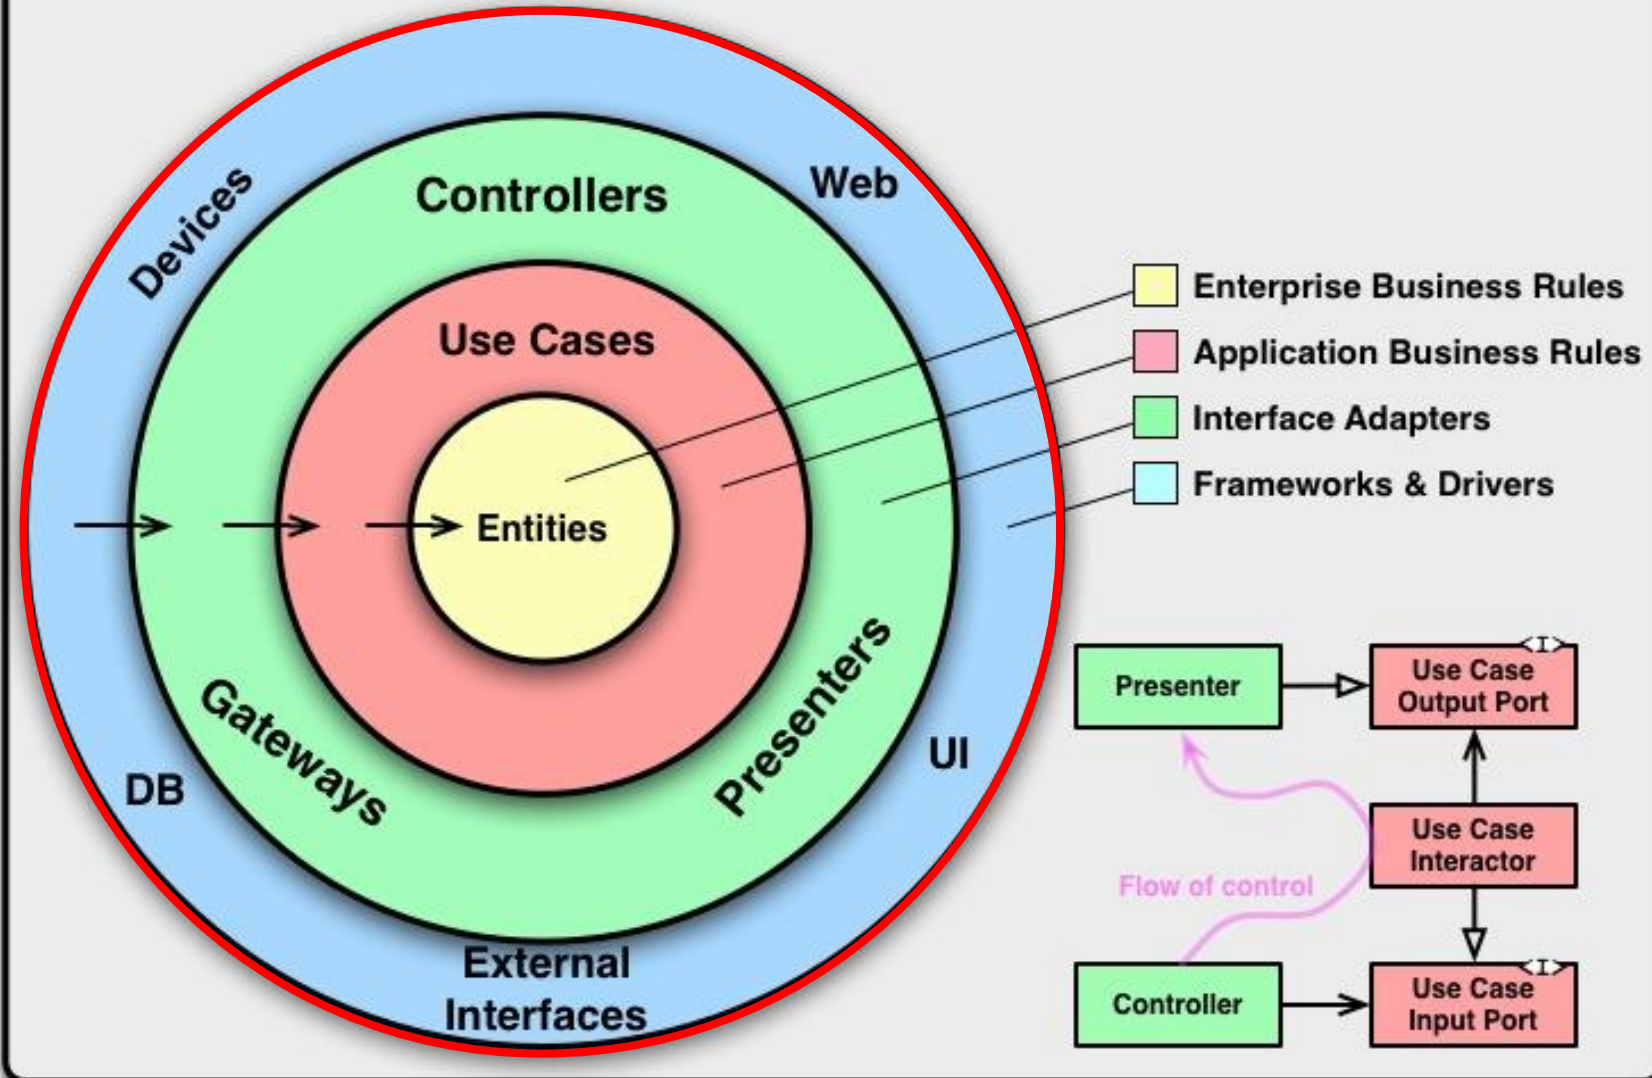 Devices
Controllers
Web
Use Cases
Entities
Gateways
Presenters
DB
UI
External
Interfaces
Enterprise Business Rules
Application Business Rules
Interface Adapters
Frameworks & Drivers
Presenter
<I>
Use Case
Output Port
Use Case
Interactor
Flow of control
Controller
<I>
Use Case
Input Port